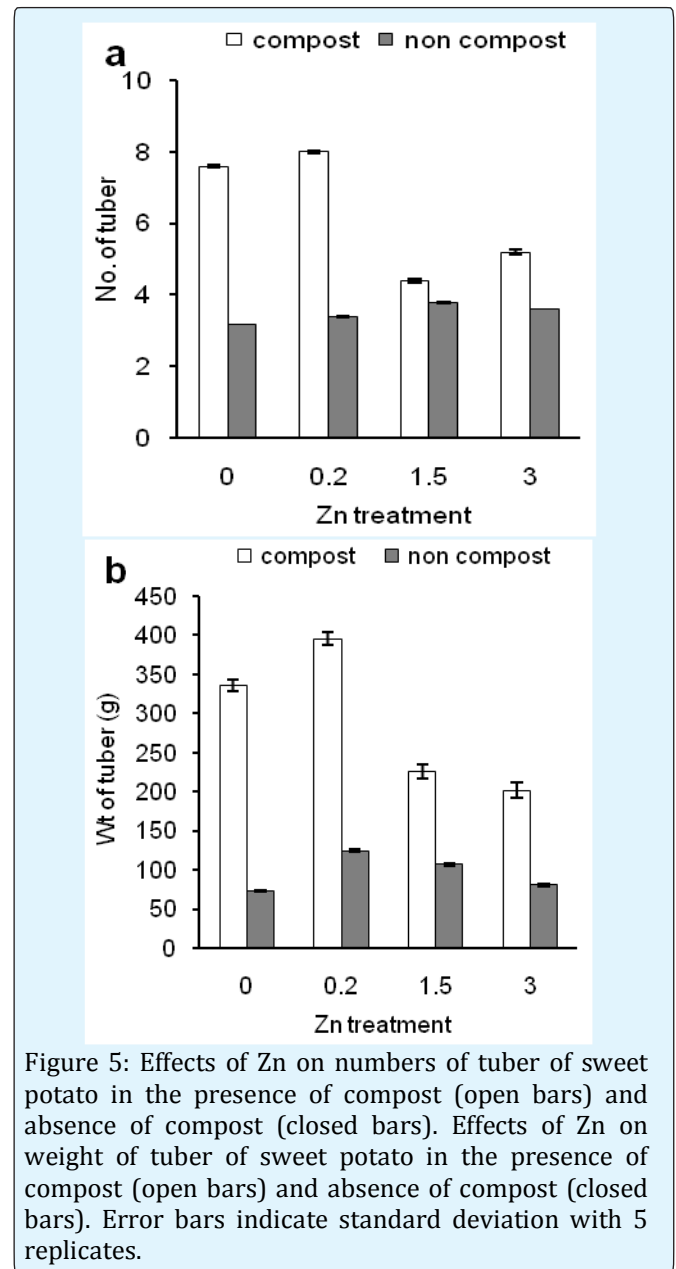 a
compost non compost
10
8
6
4
2
0
No. of tuber
0 0.2 1.5 3
Zn treatment
b
compost non compost
450
400
350
300
250
200
150
100
50
0
Wt of tuber (g)
0 0.2 1.5 3
Zn treatment
Figure 5: Effects of Zn on numbers of tuber of sweet
potato in the presence of compost (open bars) and
absence of compost (closed bars). Effects of Zn on
weight of tuber of sweet potato in the presence of
compost (open bars) and absence of compost (closed
bars). Error bars indicate standard deviation with 5
replicates.